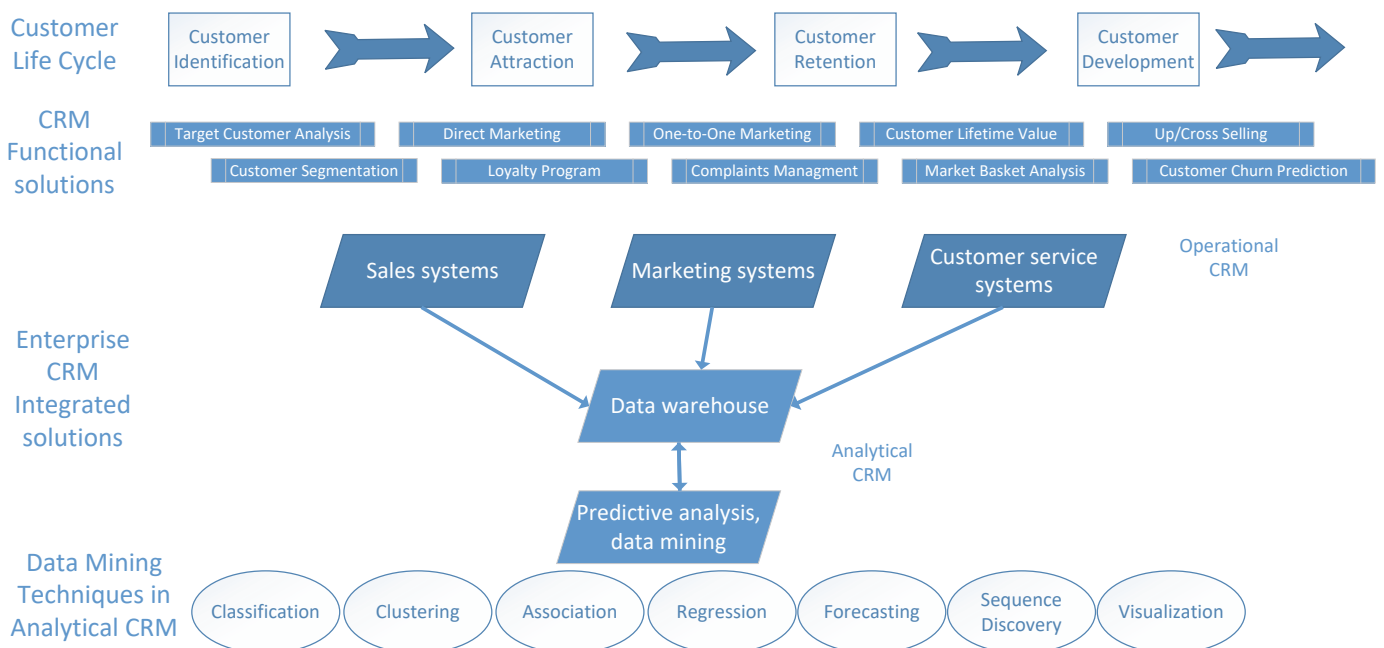 Customer
Life Cycle
Customer
Identification
Customer
Attraction
Customer
Retention
Customer
Development
CRM
Functional
solutions
Target Customer Analysis
Direct Marketing
One-to-One Marketing
Customer Lifetime Value
Up/Cross Selling
Customer Segmentation
Loyalty Program
Complaints Managment
Market Basket Analysis
Customer Churn Prediction
Sales systems
Marketing systems
Customer service
systems
Operational
CRM
Enterprise
CRM
Integrated
solutions
Data warehouse
Analytical
CRM
Predictive analysis,
data mining
Data Mining
Techniques in
Analytical CRM
Classification
Clustering
Association
Regression
Forecasting
Sequence
Discovery
Visualization